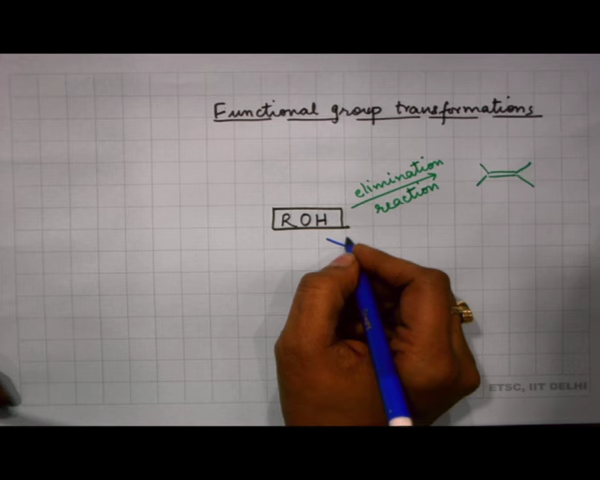 Functional group transformations
elimination
reaction
ROH
ETSC, IIT DELHI